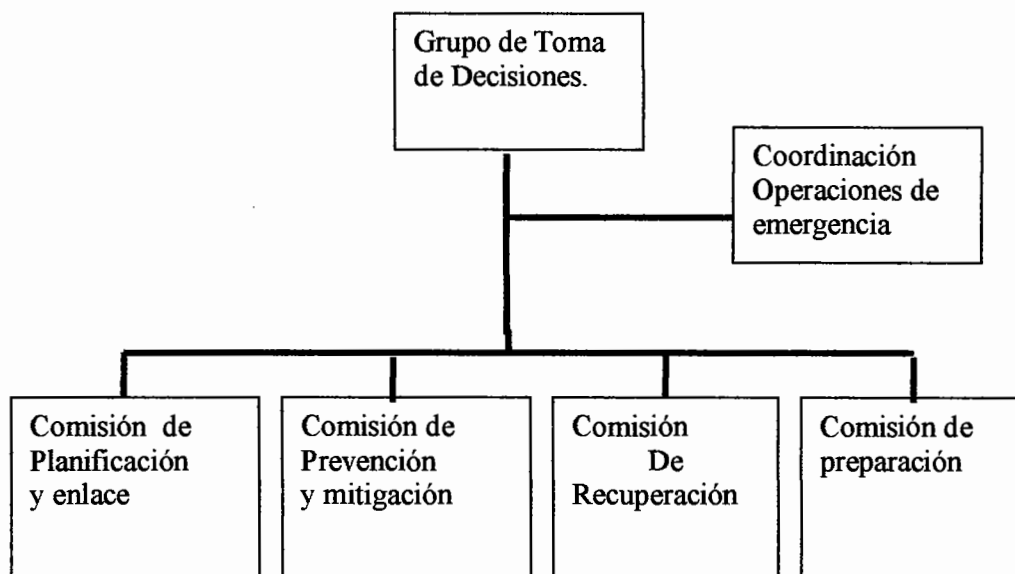 Grupo de Toma
de Decisiones.
Coordinación
Operaciones de
emergencia
Comisión de
Planificación
y enlace
Comisión de
Prevención
y mitigación
Comisión
De
Recuperación
Comisión de
preparación